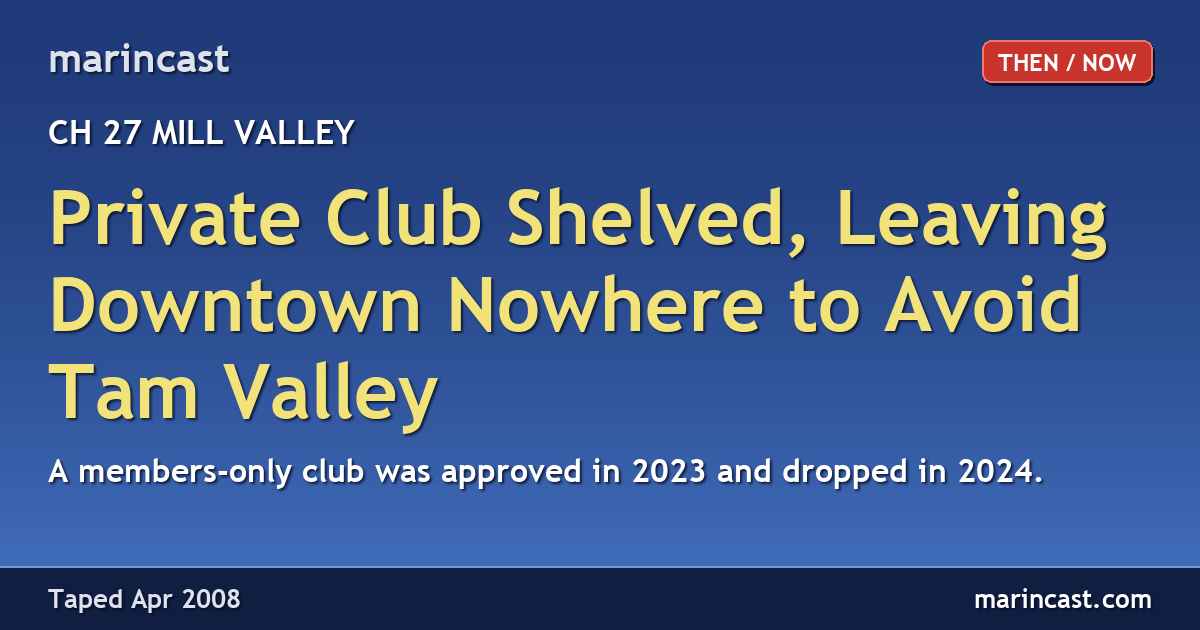 marincast
THEN / NOW
CH 27 MILL VALLEY
Private Club Shelved, Leaving
Downtown Nowhere to Avoid
Tam Valley
A members-only club was approved in 2023 and dropped in 2024.
Taped Apr 2008
marincast.com